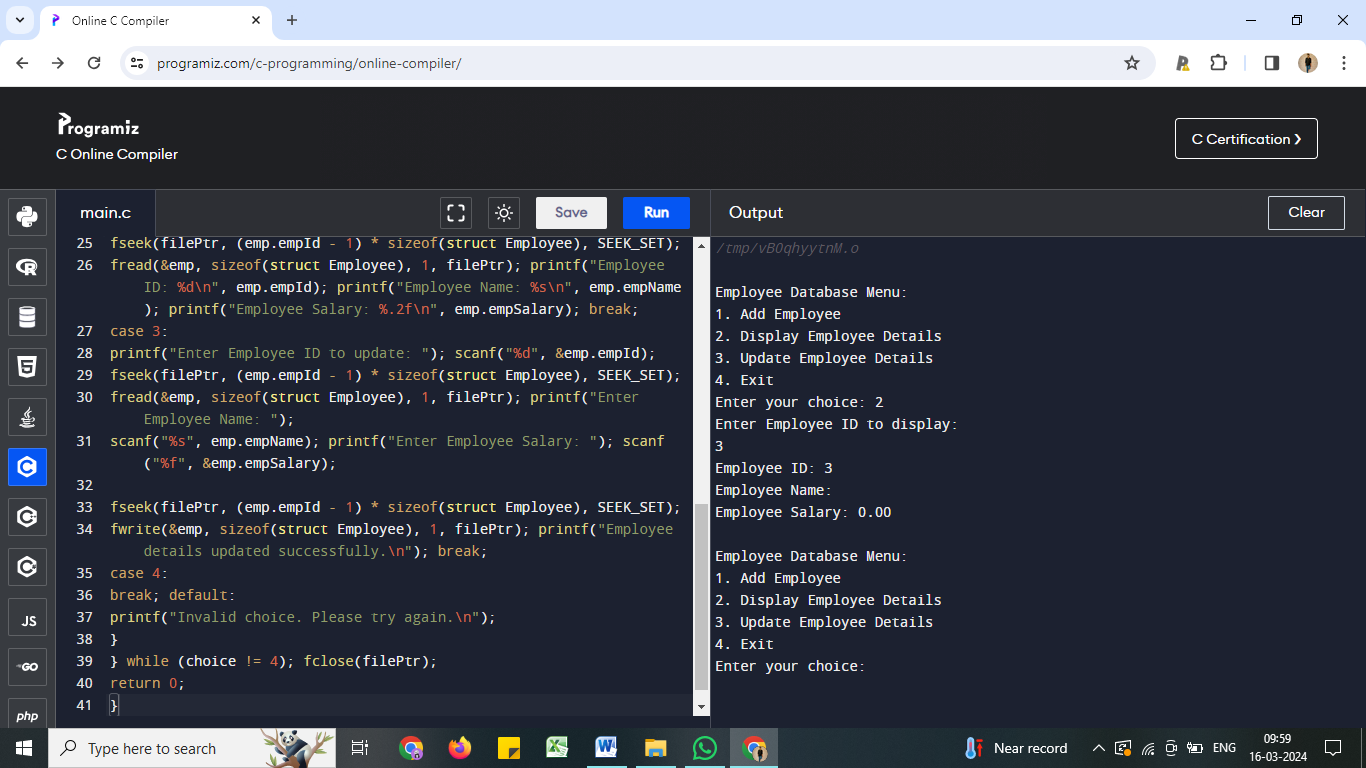 Online C Compiler
programiz.com/c-programming/online-compiler/
Programiz
C Online Compiler
C Certification
main.c
Save
Run
Output
Clear
25 fseek(filePtr, (emp.empId - 1) * sizeof(struct Employee), SEEK_SET);
26 fread(&emp, sizeof(struct Employee), 1, filePtr); printf("Employee
ID: %d\n", emp.empId); printf("Employee Name: %s\n", emp.empName
); printf("Employee Salary: %.2f\n", emp.empSalary); break;
27 case 3:
28 printf("Enter Employee ID to update: "); scanf("%d", &emp.empId);
29 fseek(filePtr, (emp.empId - 1) * sizeof(struct Employee), SEEK_SET);
30 fread(&emp, sizeof(struct Employee), 1, filePtr); printf("Enter
Employee Name: ");
31 scanf("%s", emp.empName); printf("Enter Employee Salary: "); scanf
("%f", &emp.empSalary);
32
33 fseek(filePtr, (emp.empId - 1) * sizeof(struct Employee), SEEK_SET);
34 fwrite(&emp, sizeof(struct Employee), 1, filePtr); printf("Employee
details updated successfully.\n"); break;
35 case 4:
36 break; default:
37 printf("Invalid choice. Please try again.\n");
38 }
39 } while (choice != 4); fclose(filePtr);
40 return 0;
41 }
/tmp/vBOqhyytnM.o
Employee Database Menu:
1. Add Employee
2. Display Employee Details
3. Update Employee Details
4. Exit
Enter your choice: 2
Enter Employee ID to display:
3
Employee ID: 3
Employee Name:
Employee Salary: 0.00
Employee Database Menu:
1. Add Employee
2. Display Employee Details
3. Update Employee Details
4. Exit
Enter your choice:
JS
GO
php
Type here to search
Near record
ENG
09:59
16-03-2024